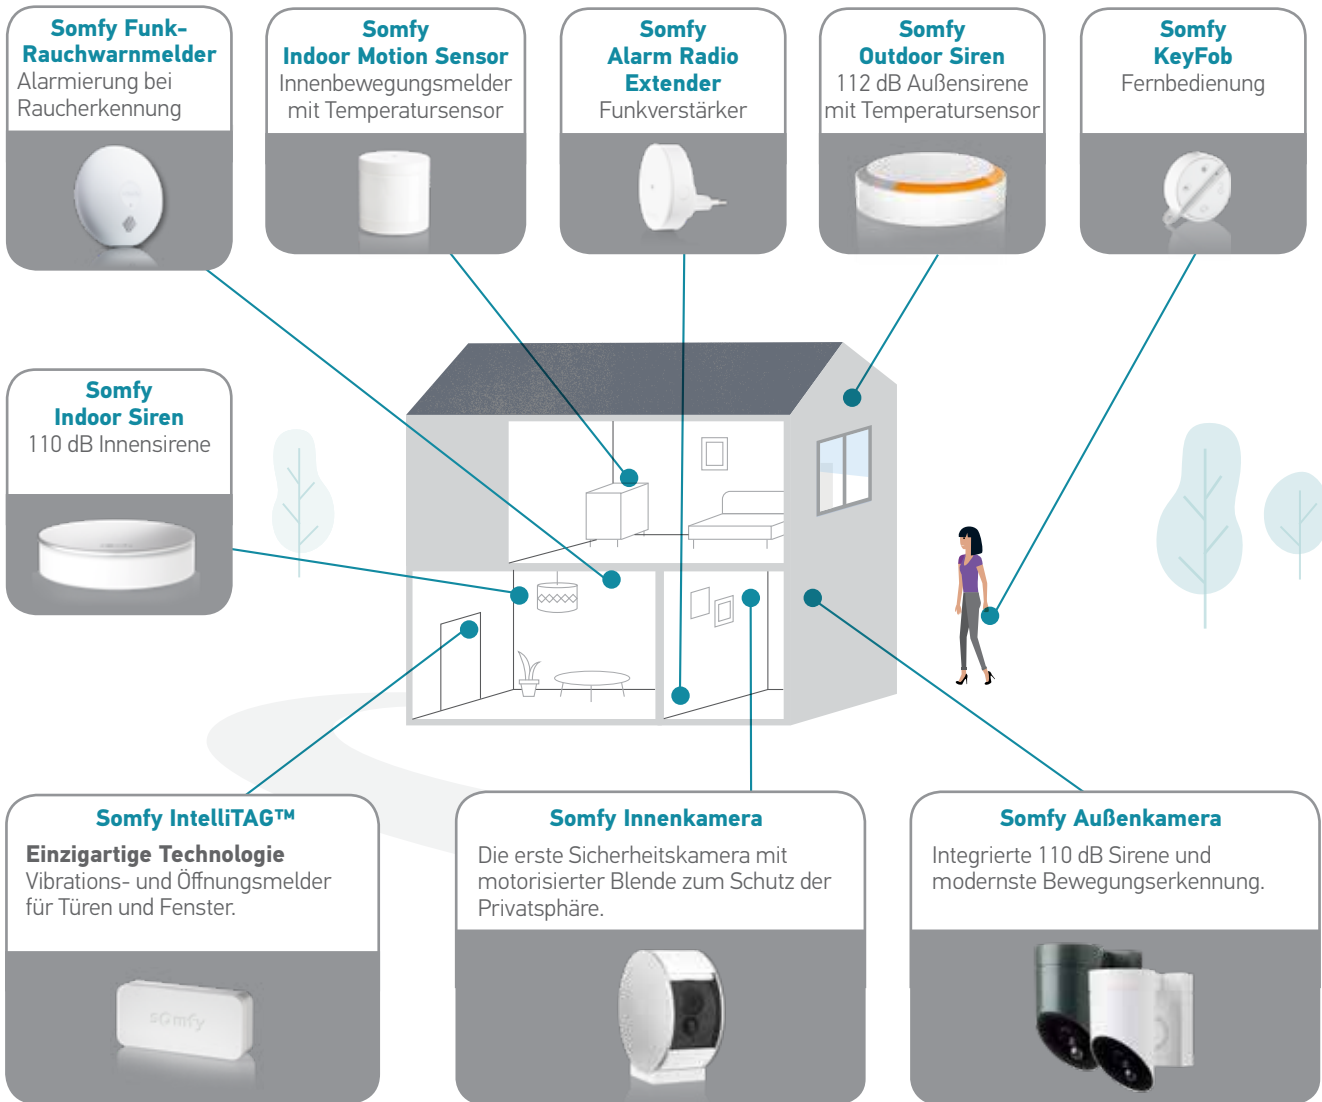 Somfy Funk-
Rauchwarnmelder
Alarmierung bei
Raucherkennung
Somfy
Indoor Motion Sensor
Innenbewegungsmelder
mit Temperatursensor
Somfy
Alarm Radio
Extender
Funkverstärker
Somfy
Outdoor Siren
112 dB Außensirene
mit Temperatursensor
Somfy
KeyFob
Fernbedienung
Somfy
Indoor Siren
110 dB Innensirene
Somfy IntelliTAG™
Einzigartige Technologie
Vibrations- und Öffnungsmelder
für Türen und Fenster.
somfy
Somfy Innenkamera
Die erste Sicherheitskamera mit
motorisierter Blende zum Schutz der
Privatsphäre.
Somfy Außenkamera
Integrierte 110 dB Sirene und
modernste Bewegungserkennung.